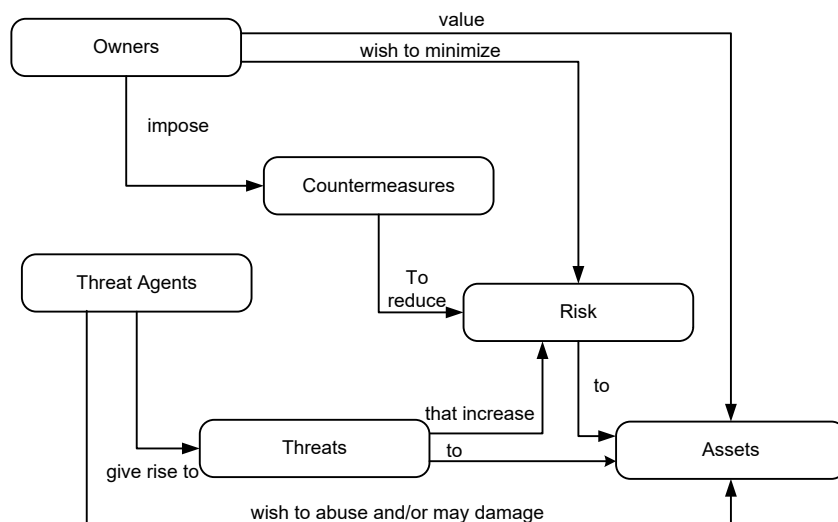 value
Owners
wish to minimize
impose
Countermeasures
Threat Agents
To
reduce
Risk
to
that increase
Threats
to
Assets
give rise to
wish to abuse and/or may damage